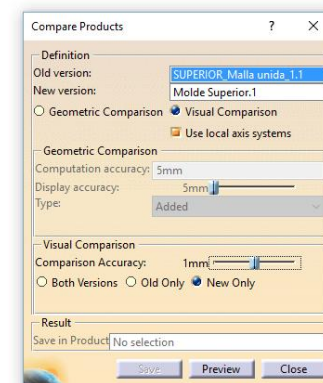 Compare Products ? X
Definition
Old version: SUPERIOR_Malla unida_1.1
New version: Molde Superior.1
Geometric Comparison Visual Comparison
Use local axis systems
Geometric Comparison
Computation accuracy: 5mm
Display accuracy: 5mm
Type: Added
Visual Comparison
Comparison Accuracy: 1mm
Both Versions Old Only New Only
Result
Save in Product No selection
Save Preview Close